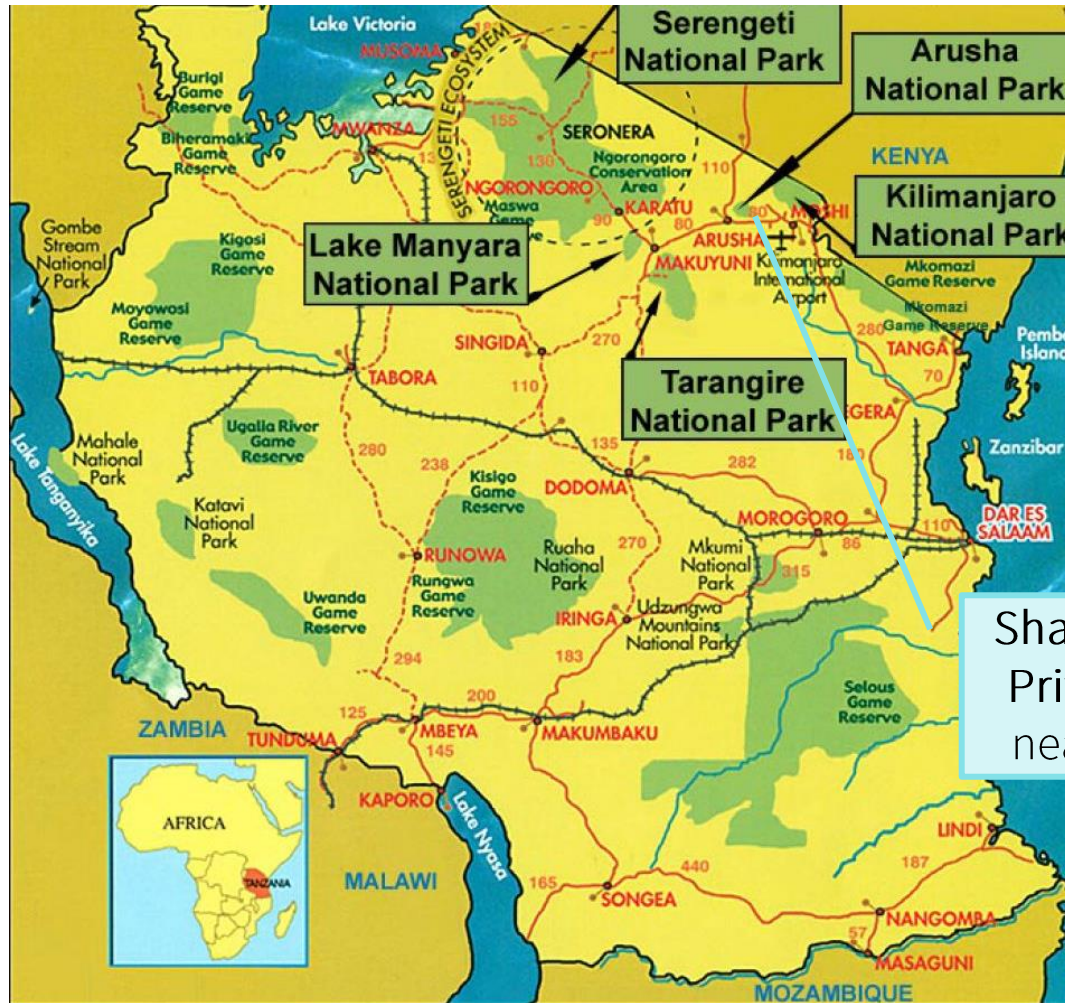 Lake Victoria
MUSOMA
SERENGETI ECOSYSTEM
Serengeti
National Park
Arusha
National Park
KENYA
Kilimanjaro
National Park
Burigi
Game
Reserve
Biheramaki
Game
Reserve
MWANZA
155
130
SERONERA
Ngorongoro
Conservation
Area
NGORONGORO
Maswa
90
KARATU
80
110
80
MOSHI
ARUSHA
MAKUYUNI
Kilimanjaro
International
Airport
Lake Manyara
National Park
Gombe
Stream
National
Park
Kigosi
Game
Reserve
Moyowosi
Game
Reserve
Mkomazi
Game Reserve
Mkomazi
Game Reserve
280
TANGA
70
Island
SINGIDA
270
110
TABORA
Tarangire
National Park
EGERA
180
Zanzibar
Lake Tanganyika
Mahale
National
Park
Ugalia River
Game
Reserve
280
238
135
DODOMA
282
Kisigo
Game
Reserve
Katavi
National
Park
MOROGORO
86
110
DAR ES
SALAAM
RUNOWA
Rungwa
Game
Reserve
Ruaha
National
Park
270
Mkumi
National
Park
315
Uwanda
Game
Reserve
IRINGA
Udzungwa
Mountains
National Park
183
294
200
125
MBEYA
MAKUMBAKU
145
Selous
Game
Reserve
ZAMBIA
TUNDUMA
KAPORO
Lake Nyasa
AFRICA
TANZANIA
MALAWI
165
SONGEA
440
LINDI
187
NANGOMBA
57
MASAGUNI
MOZAMBIQUE